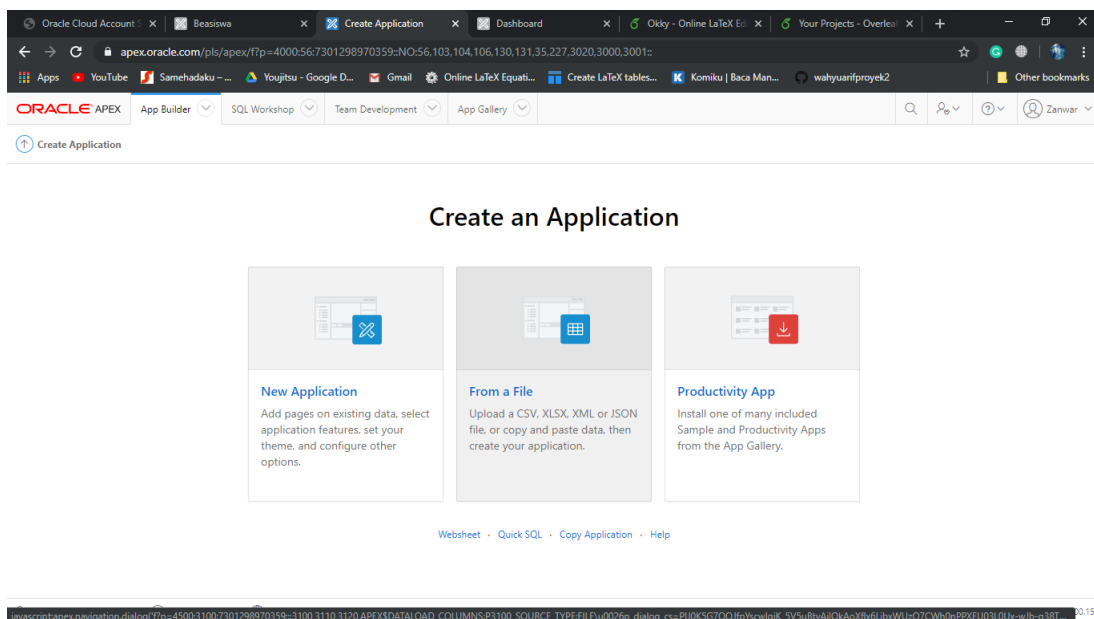 Oracle Cloud Account S
Beasiswa
Create Application
Dashboard
Okky - Online LaTeX Ed
Your Projects - Overleaf
apex.oracle.com/pls/apex/f?p=4000:56:7301298970359::NO:56,103,104,106,130,131,35,227,3020,3000,3001::
Apps
YouTube
Samehadaku – ...
Youjitsu - Google D...
Gmail
Online LaTeX Equati...
Create LaTeX tables...
Komiku | Baca Man...
wahyuarifproyek2
Other bookmarks
ORACLE APEX
App Builder
SQL Workshop
Team Development
App Gallery
Zanwar
Create Application
Create an Application
New Application
Add pages on existing data, select
application features, set your
theme, and configure other
options.
From a File
Upload a CSV, XLSX, XML or JSON
file, or copy and paste data, then
create your application.
Productivity App
Install one of many included
Sample and Productivity Apps
from the App Gallery.
Websheet · Quick SQL · Copy Application · Help
00.15